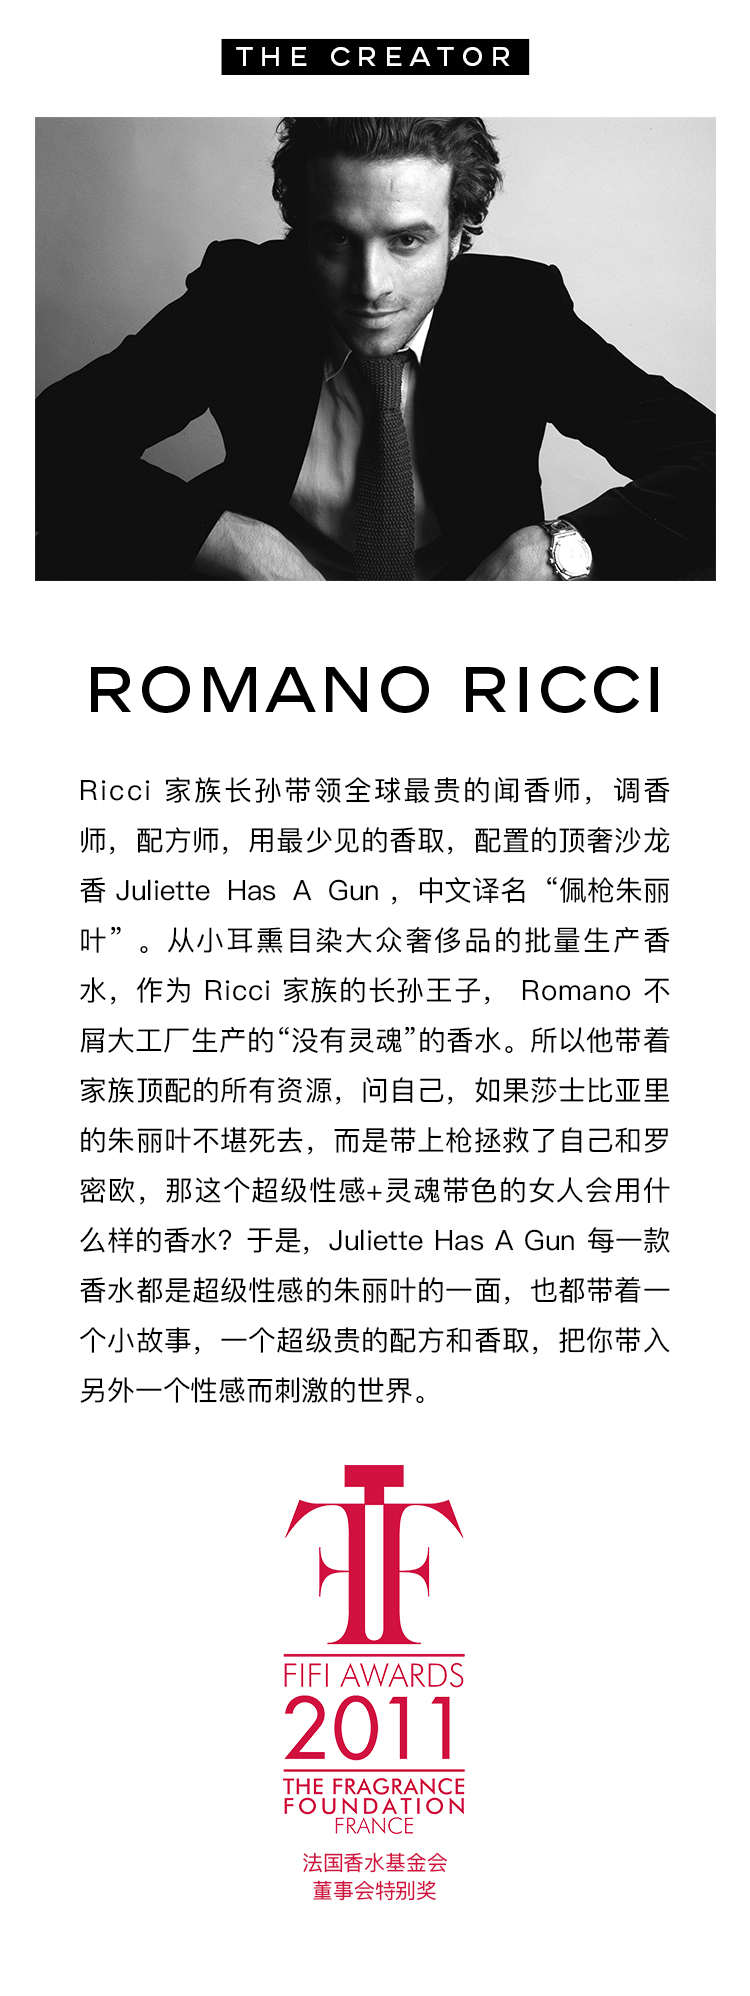 THE CREATOR
ROMANO RICCI
Ricci 家族长孙带领全球最贵的闻香师，调香
师，配方师，用最少见的香取，配置的顶奢沙龙
香 Juliette Has A Gun ，中文译名“佩枪朱丽
叶”。从小耳熏目染大众奢侈品的批量生产香
水，作为 Ricci 家族的长孙王子， Romano 不
屑大工厂生产的“没有灵魂”的香水。所以他带着
家族顶配的所有资源，问自己，如果莎士比亚里
的朱丽叶不堪死去，而是带上枪拯救了自己和罗
密欧，那这个超级性感+灵魂带色的女人会用什
么样的香水？于是，Juliette Has A Gun 每一款
香水都是超级性感的朱丽叶的一面，也都带着一
个小故事，一个超级贵的配方和香取，把你带入
另外一个性感而刺激的世界。
FIFI AWARDS
2011
THE FRAGRANCE
FOUNDATION
FRANCE
法国香水基金会
董事会特别奖